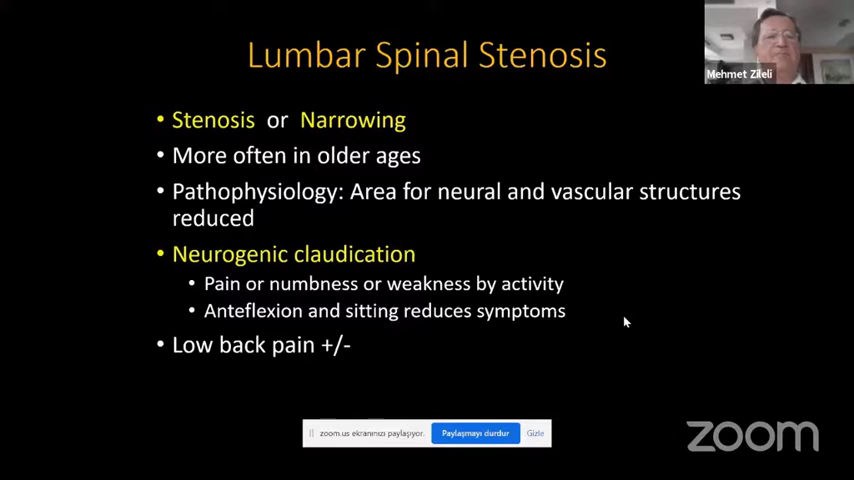 Lumbar Spinal Stenosis
Mehmet Zileli
• Stenosis or Narrowing
• More often in older ages
• Pathophysiology: Area for neural and vascular structures
reduced
• Neurogenic claudication
• Pain or numbness or weakness by activity
• Anteflexion and sitting reduces symptoms
• Low back pain +/-
zoom.us ekranınızı paylaşıyor. Paylaşmayı durdur Gizle
zoom